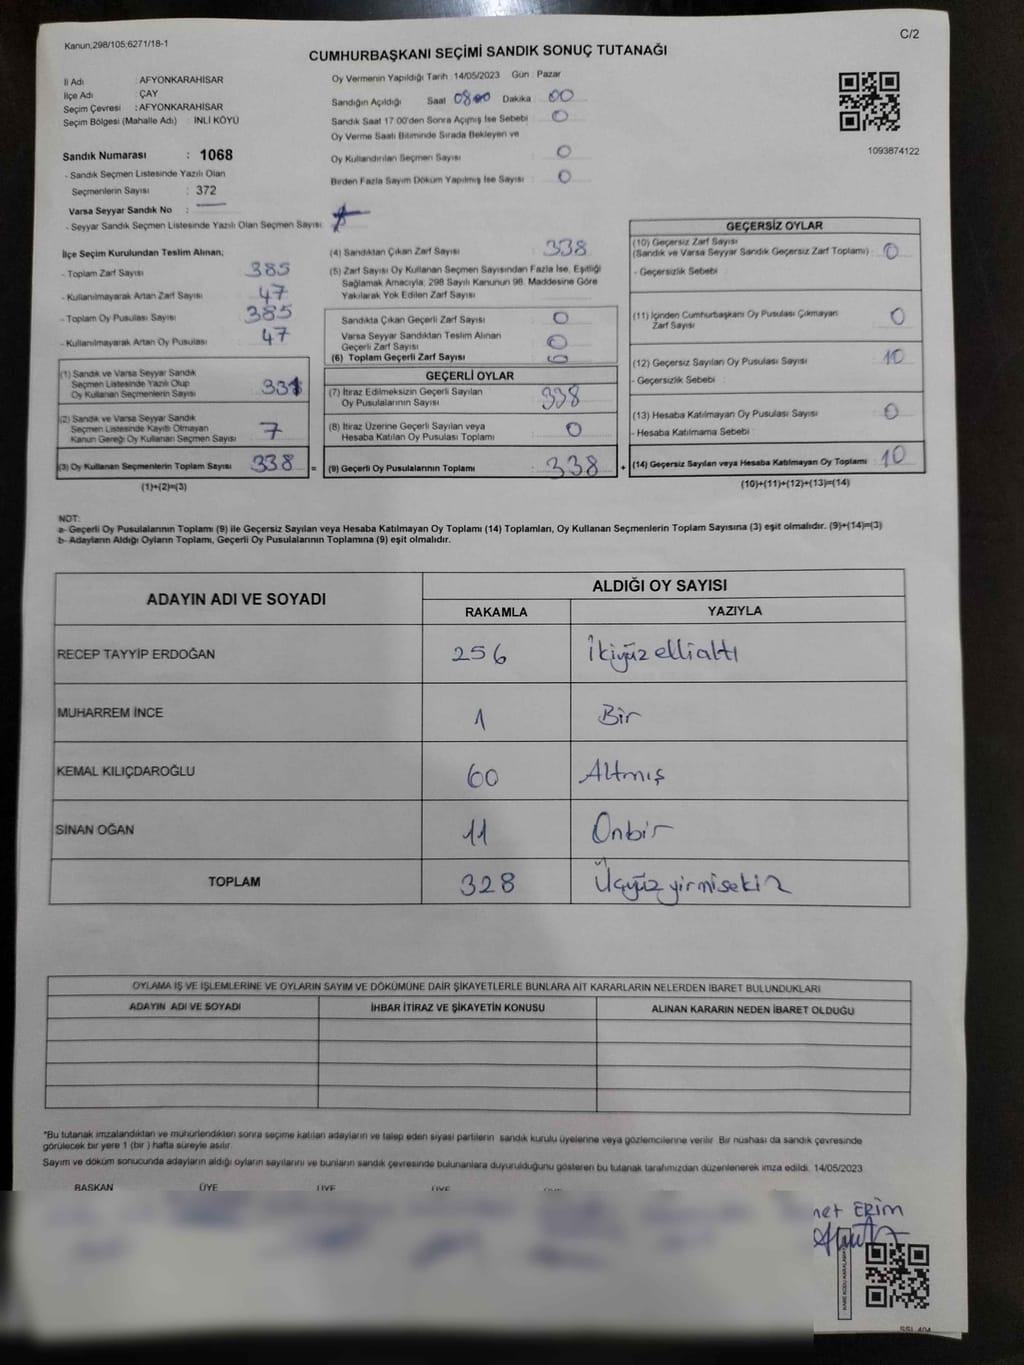 Kanun,298/105;6271/18-1
C/2
CUMHURBAŞKANI SEÇİMİ SANDIK SONUÇ TUTANAĞI
İl Adı : AFYONKARAHİSAR
İlçe Adı : ÇAY
Seçim Çevresi : AFYONKARAHİSAR
Seçim Bölgesi (Mahalle Adı) : İNLİ KÖYÜ
Sandık Numarası : 1068
- Sandık Seçmen Listesinde Yazılı Olan
Seçmenlerin Sayısı : 372
Varsa Seyyar Sandık No :
- Seyyar Sandık Seçmen Listesinde Yazılı Olan Seçmen Sayısı :
Oy Vermenin Yapıldığı Tarih :14/05/2023 Gün : Pazar
Sandığın Açıldığı Saat 08 00 Dakika : 00
Sandık Saat 17:00'den Sonra Açmış İse Sebebi : 0
Oy Verme Saati Bitiminde Sırada Bekleyen ve
Oy Kullandırılan Seçmen Sayısı : 0
Birden Fazla Sayım Döküm Yapılmış İse Sayısı : 0
1093874122
İlçe Seçim Kurulundan Teslim Alınan;
- Toplam Zarf Sayısı : 385
- Kullanılmayarak Artan Zarf Sayısı : 47
- Toplam Oy Pusulası Sayısı : 385
- Kullanılmayarak Artan Oy Pusulası : 47
(1) Sandık ve Varsa Seyyar Sandık
Seçmen Listesinde Yazılı Olup
Oy Kullanan Seçmenlerin Sayısı : 331
(2) Sandık ve Varsa Seyyar Sandık
Seçmen Listesinde Kayıtlı Olmayan
Kanun Gereği Oy Kullanan Seçmen Sayısı : 7
(3) Oy Kullanan Seçmenlerin Toplam Sayısı : 338 =
(1)+(2)=(3)
(4) Sandıktan Çıkan Zarf Sayısı : 338
(5) Zarf Sayısı Oy Kullanan Seçmen Sayısından Fazla İse, Eşitliği
Sağlamak Amacıyla, 298 Sayılı Kanunun 98. Maddesine Göre
Yakılarak Yok Edilen Zarf Sayısı :
Sandıkta Çıkan Geçerli Zarf Sayısı : 0
Varsa Seyyar Sandıktan Teslim Alınan
Geçerli Zarf Sayısı : 0
(6) Toplam Geçerli Zarf Sayısı : 0
GEÇERLİ OYLAR
(7) İtiraz Edilmeksizin Geçerli Sayılan
Oy Pusulalarının Sayısı : 338
(8) İtiraz Üzerine Geçerli Sayılan veya
Hesaba Katılan Oy Pusulası Toplamı : 0
(9) Geçerli Oy Pusulalarının Toplamı : 338 +
GEÇERSİZ OYLAR
(10) Geçersiz Zarf Sayısı
(Sandık ve Varsa Seyyar Sandık Geçersiz Zarf Toplamı) : 0
- Geçersizlik Sebebi :
(11) İçinden Cumhurbaşkanı Oy Pusulası Çıkmayan
Zarf Sayısı : 0
(12) Geçersiz Sayılan Oy Pusulası Sayısı : 10
- Geçersizlik Sebebi :
(13) Hesaba Katılmayan Oy Pusulası Sayısı : 0
- Hesaba Katılmama Sebebi :
(14) Geçersiz Sayılan veya Hesaba Katılmayan Oy Toplamı : 10
(10)+(11)+(12)+(13)=(14)
NOT:
a- Geçerli Oy Pusulalarının Toplamı (9) ile Geçersiz Sayılan veya Hesaba Katılmayan Oy Toplamı (14) Toplamları, Oy Kullanan Seçmenlerin Toplam Sayısına (3) eşit olmalıdır. (9)+(14)=(3)
b- Adayların Aldığı Oyların Toplamı, Geçerli Oy Pusulalarının Toplamına (9) eşit olmalıdır.
ADAYIN ADI VE SOYADI
ALDIĞI OY SAYISI
RAKAMLA YAZIYLA
RECEP TAYYİP ERDOĞAN 256 İkiyüz elli altı
MUHARREM İNCE 1 Bir
KEMAL KILIÇDAROĞLU 60 Altmış
SİNAN OĞAN 11 Onbir
TOPLAM 328 Üçyüz yirmisekiz
OYLAMA İŞ VE İŞLEMLERİNE VE OYLARIN SAYIM VE DÖKÜMÜNE DAİR ŞİKAYETLERLE BUNLARA AİT KARARLARIN NELERDEN İBARET BULUNDUKLARI
ADAYIN ADI VE SOYADI İHBAR İTİRAZ VE ŞİKAYETİN KONUSU ALINAN KARARIN NEDEN İBARET OLDUĞU
*Bu tutanak imzalandıktan ve mühürlendikten sonra seçime katılan adayların ve talep eden siyasi partilerin sandık kurulu üyelerine veya gözlemcilerine verilir. Bir nüshası da sandık çevresinde
görülecek bir yere 1 (bir ) hafta süreyle asılır.
Sayım ve döküm sonucunda adayların aldığı oyların sayılarını ve bunların sandık çevresinde bulunanlara duyurulduğunu gösteren bu tutanak tarafımızdan düzenlenerek imza edildi. 14/05/2023
BAŞKAN ÜYE ÜYE ÜYE
net ERİM